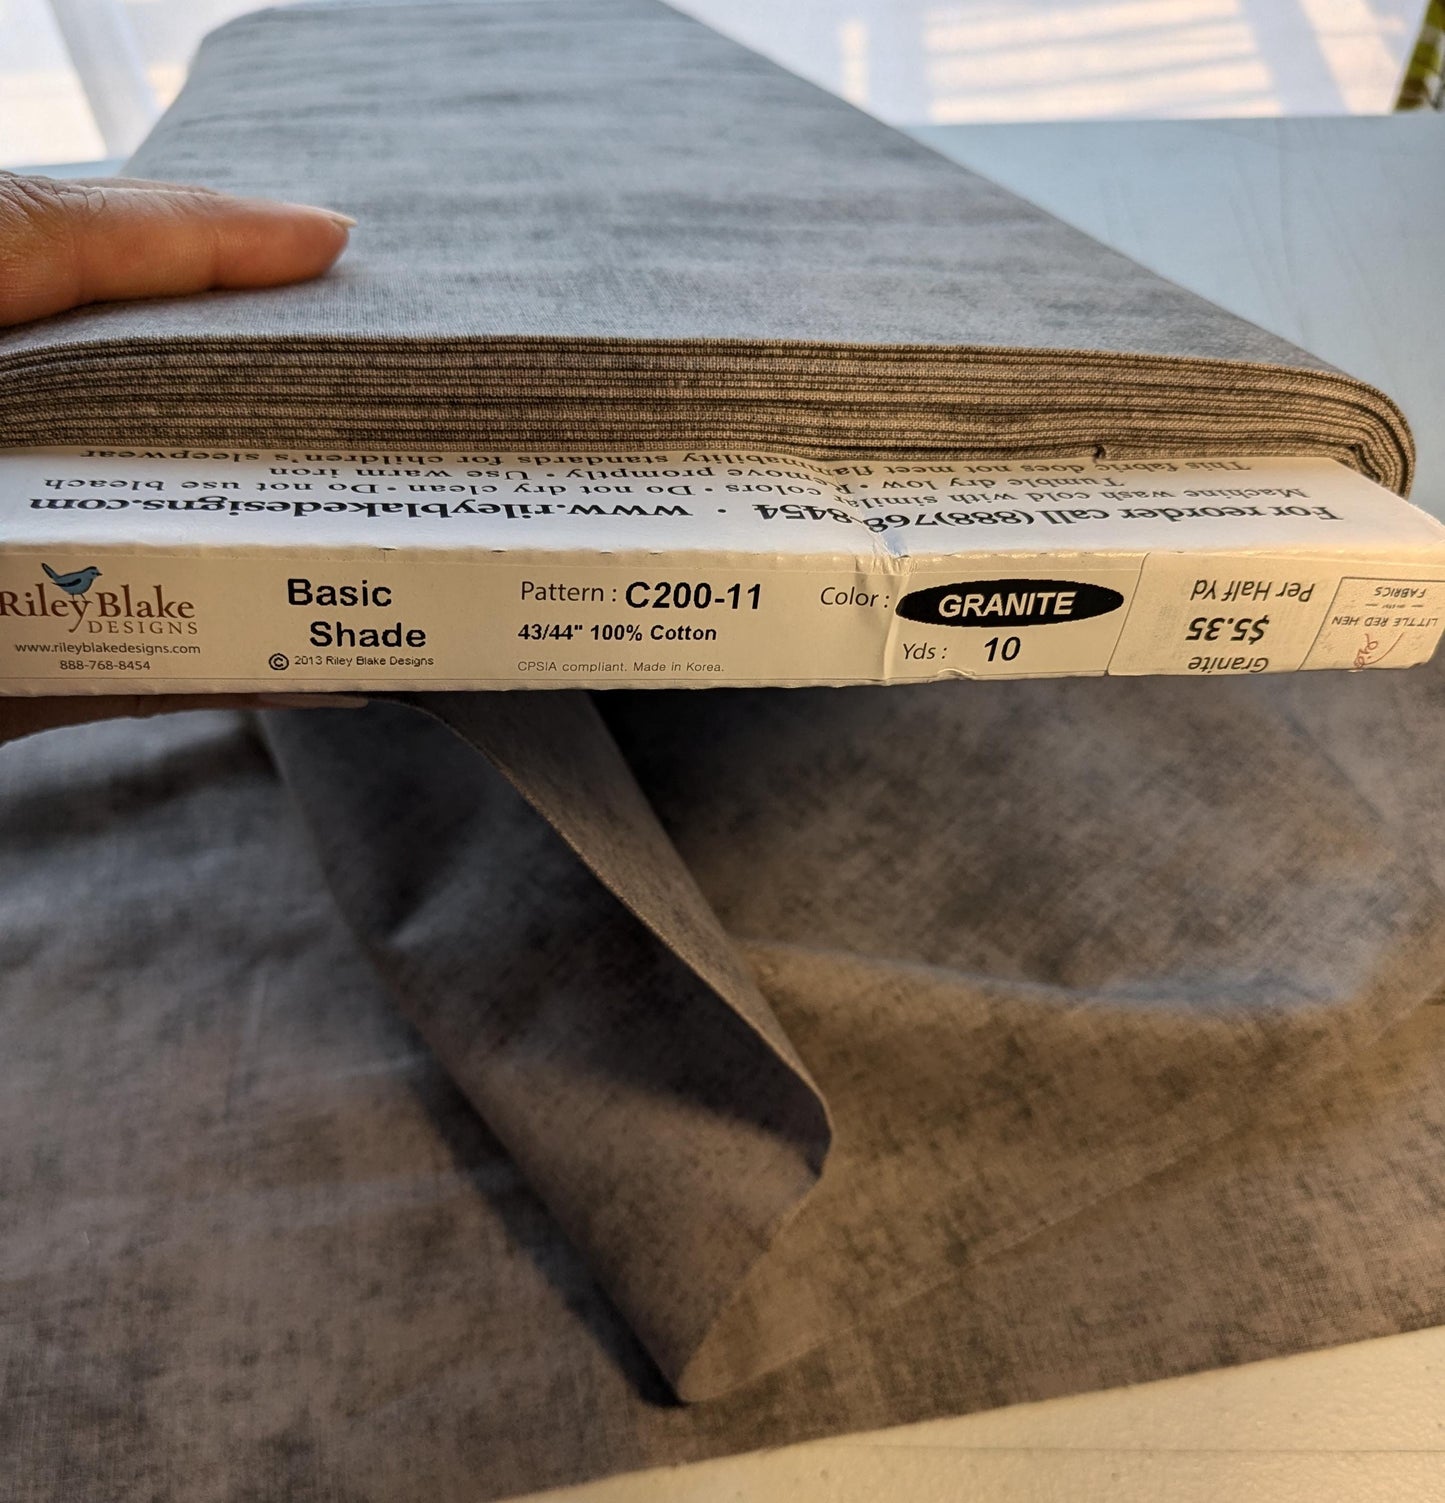 For reorder call (888)768-8454 · www.rileyblakedesigns.com
Machine wash cold with similar colors · Do not dry clean · Do not use bleach
Tumble dry low · Remove promptly · Use warm iron
This fabric does not meet flammability standards for children's sleepwear
Riley Blake
DESIGNS
www.rileyblake.com
888-768-8454
Basic
Shade
© 2013 Riley Blake Designs
Pattern : C200-11
43/44" 100% Cotton
CPSIA compliant. Made in Korea.
Color : GRANITE
Yds : 10
Granite
$5.35
Per Half Yd
LITTLE RED HEN
FABRICS